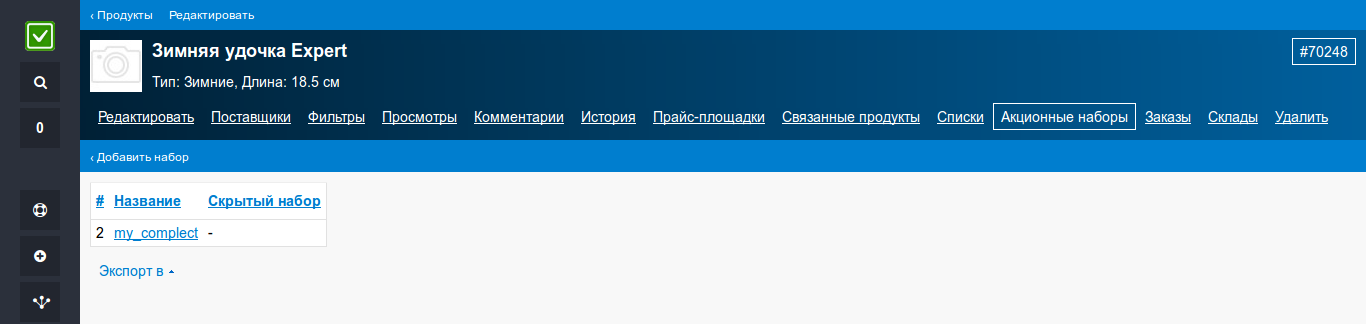 ‹ Продукты Редактировать
Зимняя удочка Expert
#70248
Тип: Зимние, Длина: 18.5 см
0
Редактировать Поставщики Фильтры Просмотры Комментарии История Прайс-площадки Связанные продукты Списки Акционные наборы Заказы Склады Удалить
‹ Добавить набор
# Название Скрытый набор
2 my_complect -
Экспорт в